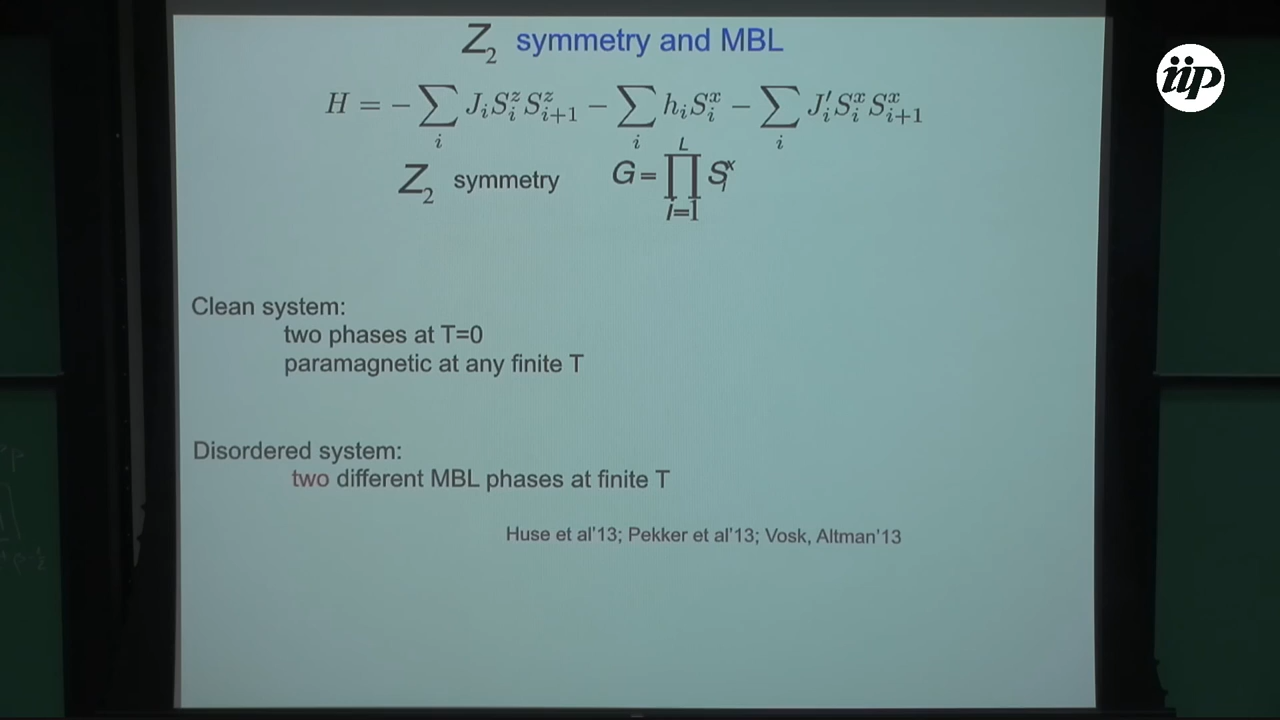 Z₂ symmetry and MBL
H = −∑ᵢ JᵢSᵢᶻSᵢ₊₁ᶻ − ∑ᵢ hᵢSᵢˣ − ∑ᵢ J′ᵢSᵢˣSᵢ₊₁ˣ
Z₂ symmetry G = ∏ᵢ₌₁ᴸ Sᵢˣ
Clean system:
two phases at T=0
paramagnetic at any finite T
Disordered system:
two different MBL phases at finite T
Huse et al'13; Pekker et al'13; Vosk, Altman'13
iip